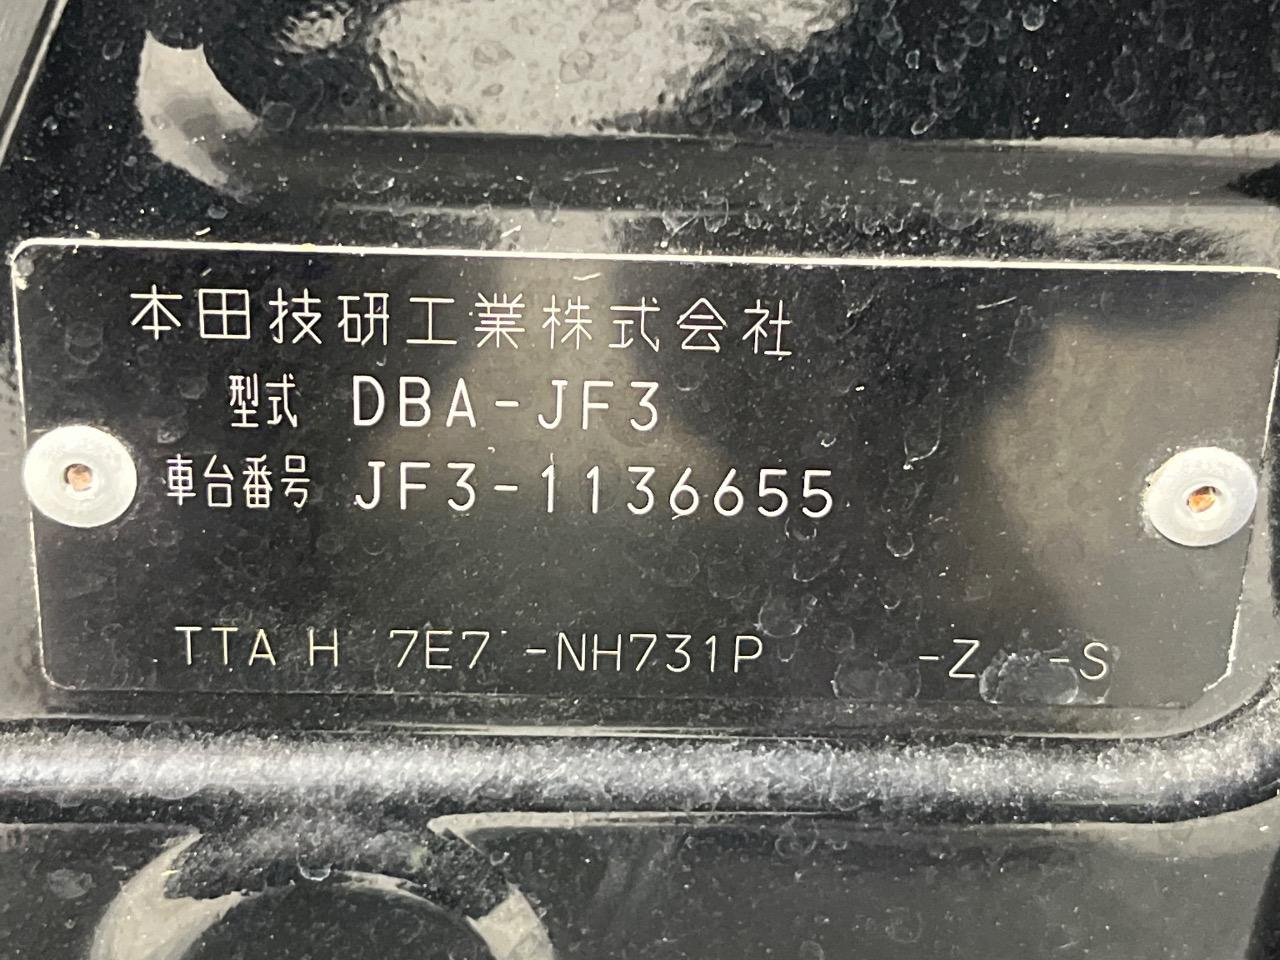 本田技研工業株式会社
型式 DBA-JF3
車台番号 JF3-1136655
TTA H 7E7 -NH731P -Z -S